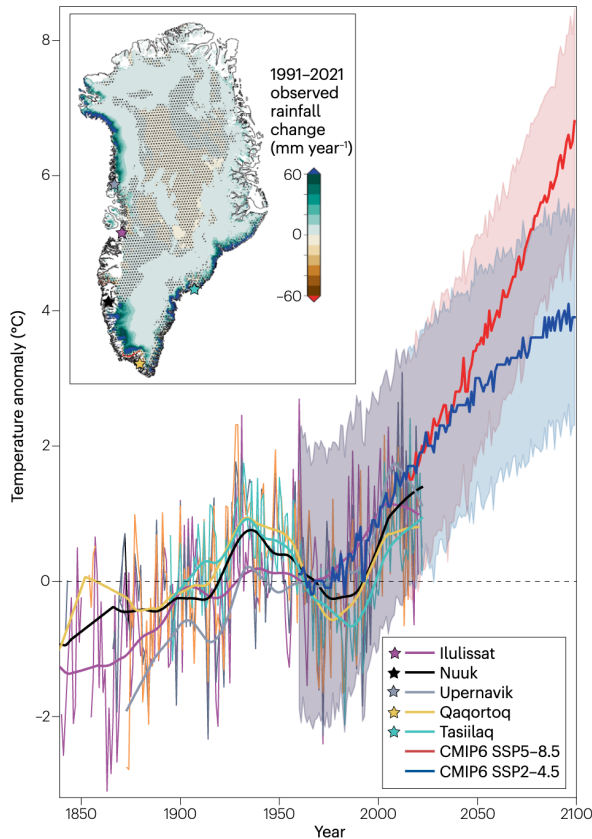 8
6
4
2
0
−2
Temperature anomaly (°C)
1991–2021
observed
rainfall
change
(mm year⁻¹)
60
0
−60
Ilulissat
Nuuk
Upernavik
Qaqortoq
Tasiilaq
CMIP6 SSP5–8.5
CMIP6 SSP2–4.5
1850
1900
1950
2000
2050
2100
Year